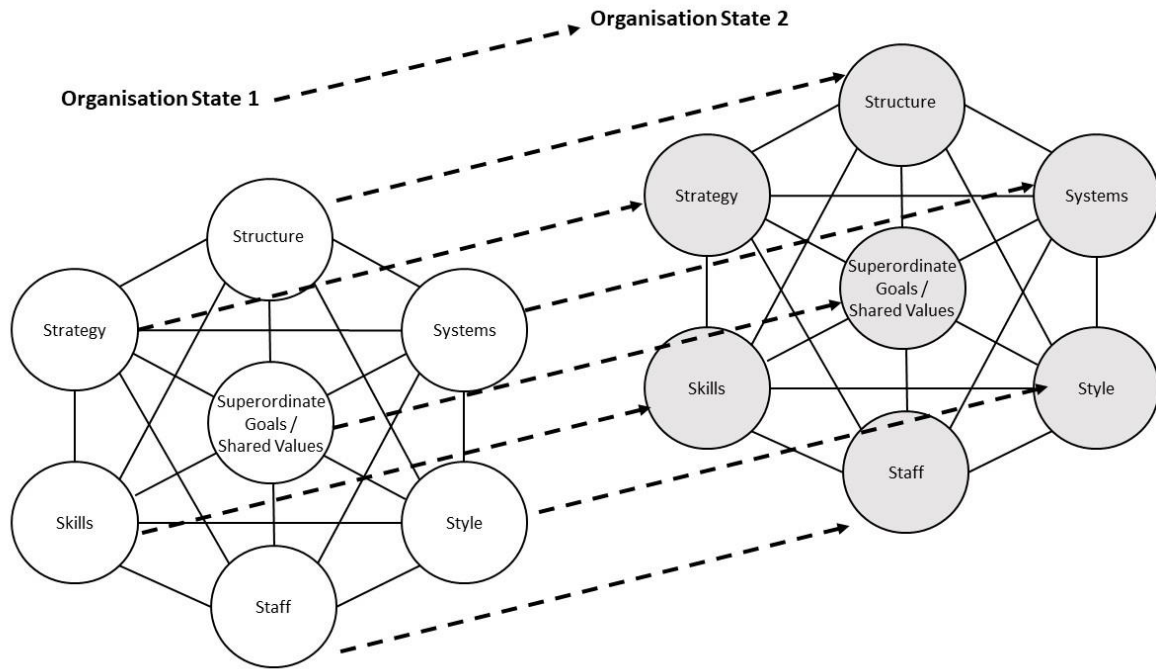 Organisation State 2
Organisation State 1
Structure
Strategy
Systems
Superordinate
Goals /
Shared Values
Skills
Style
Staff
Structure
Strategy
Systems
Superordinate
Goals /
Shared Values
Skills
Style
Staff